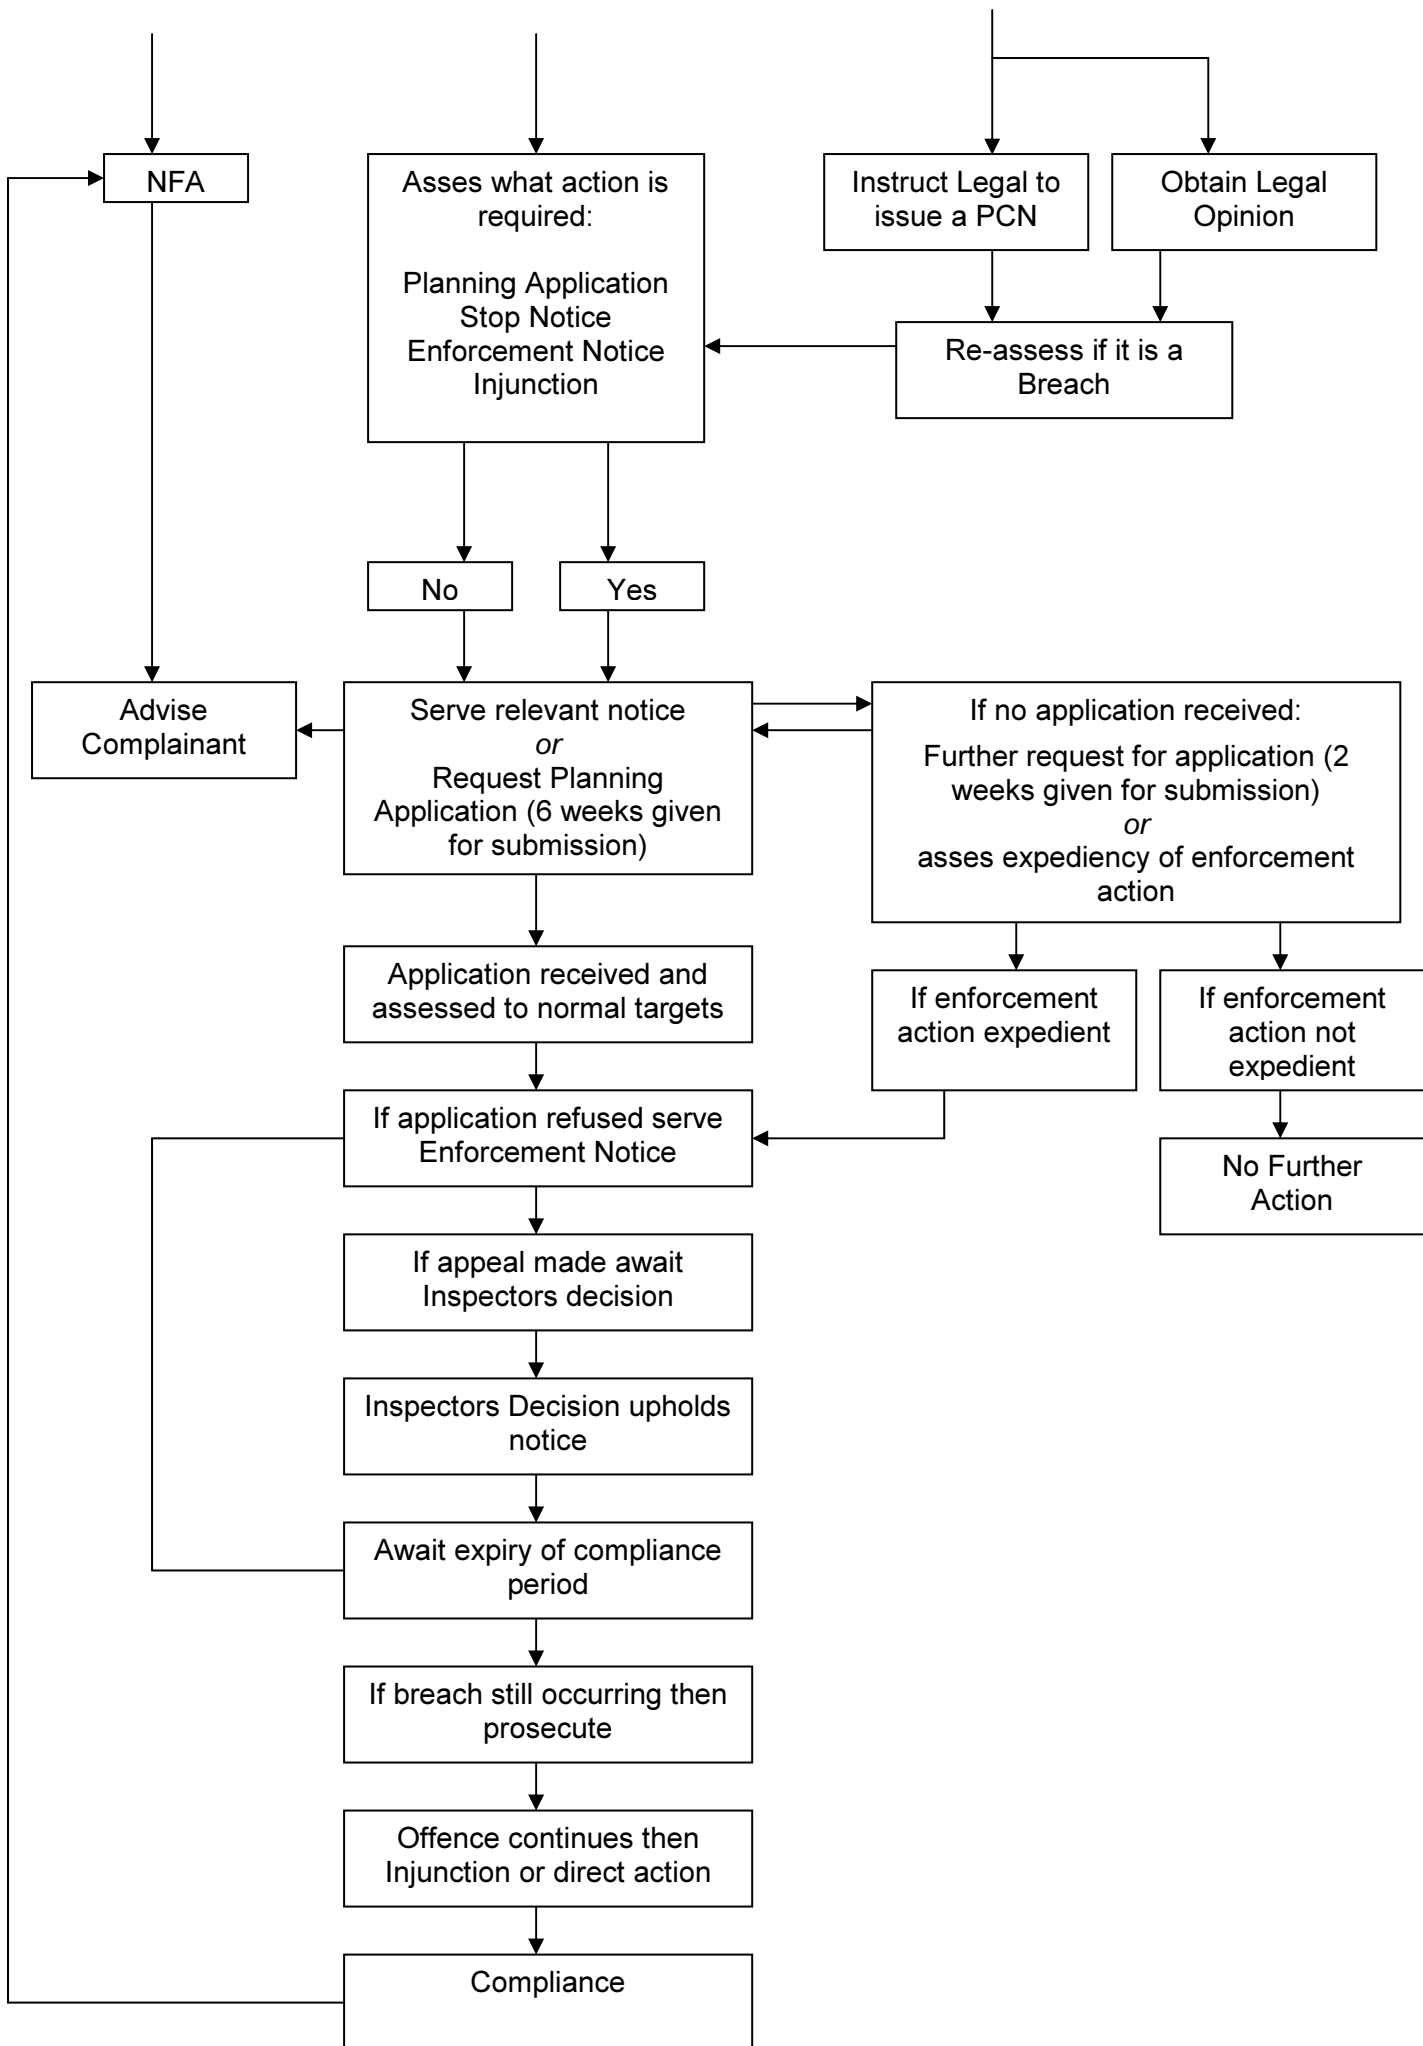 NFA
Asses what action is
required:
Planning Application
Stop Notice
Enforcement Notice
Injunction
Instruct Legal to
issue a PCN
Obtain Legal
Opinion
Re-assess if it is a
Breach
No
Yes
Advise
Complainant
Serve relevant notice
or
Request Planning
Application (6 weeks given
for submission)
If no application received:
Further request for application (2
weeks given for submission)
or
asses expediency of enforcement
action
Application received and
assessed to normal targets
If enforcement
action expedient
If enforcement
action not
expedient
If application refused serve
Enforcement Notice
No Further
Action
If appeal made await
Inspectors decision
Inspectors Decision upholds
notice
Await expiry of compliance
period
If breach still occurring then
prosecute
Offence continues then
Injunction or direct action
Compliance